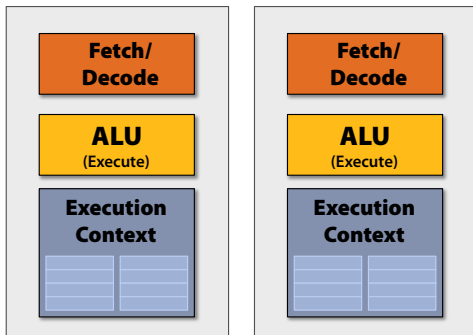 Fetch/
Decode
ALU
(Execute)
Execution
Context
Fetch/
Decode
ALU
(Execute)
Execution
Context